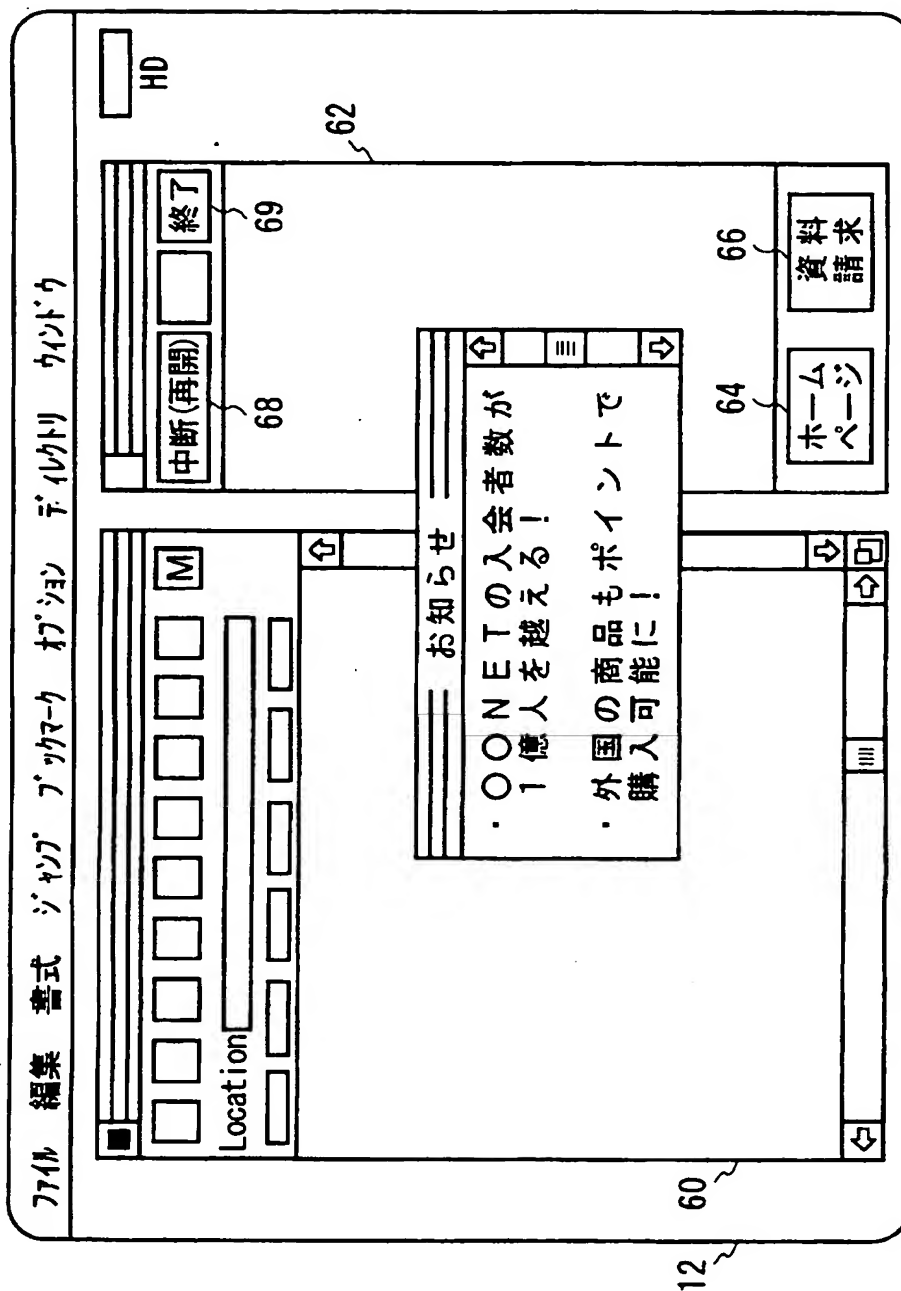 ファイル 編集 書式 ジャンプ ブックマーク オプション ディレクトリ ウィンドウ
HD
M
Location
中断(再開)
終了
68
69
62
お知らせ
・○○NETの入会者数が
1億人を越える!
・外国の商品もポイントで
購入可能に!
ホーム
ページ
資料
請求
64
66
60
12